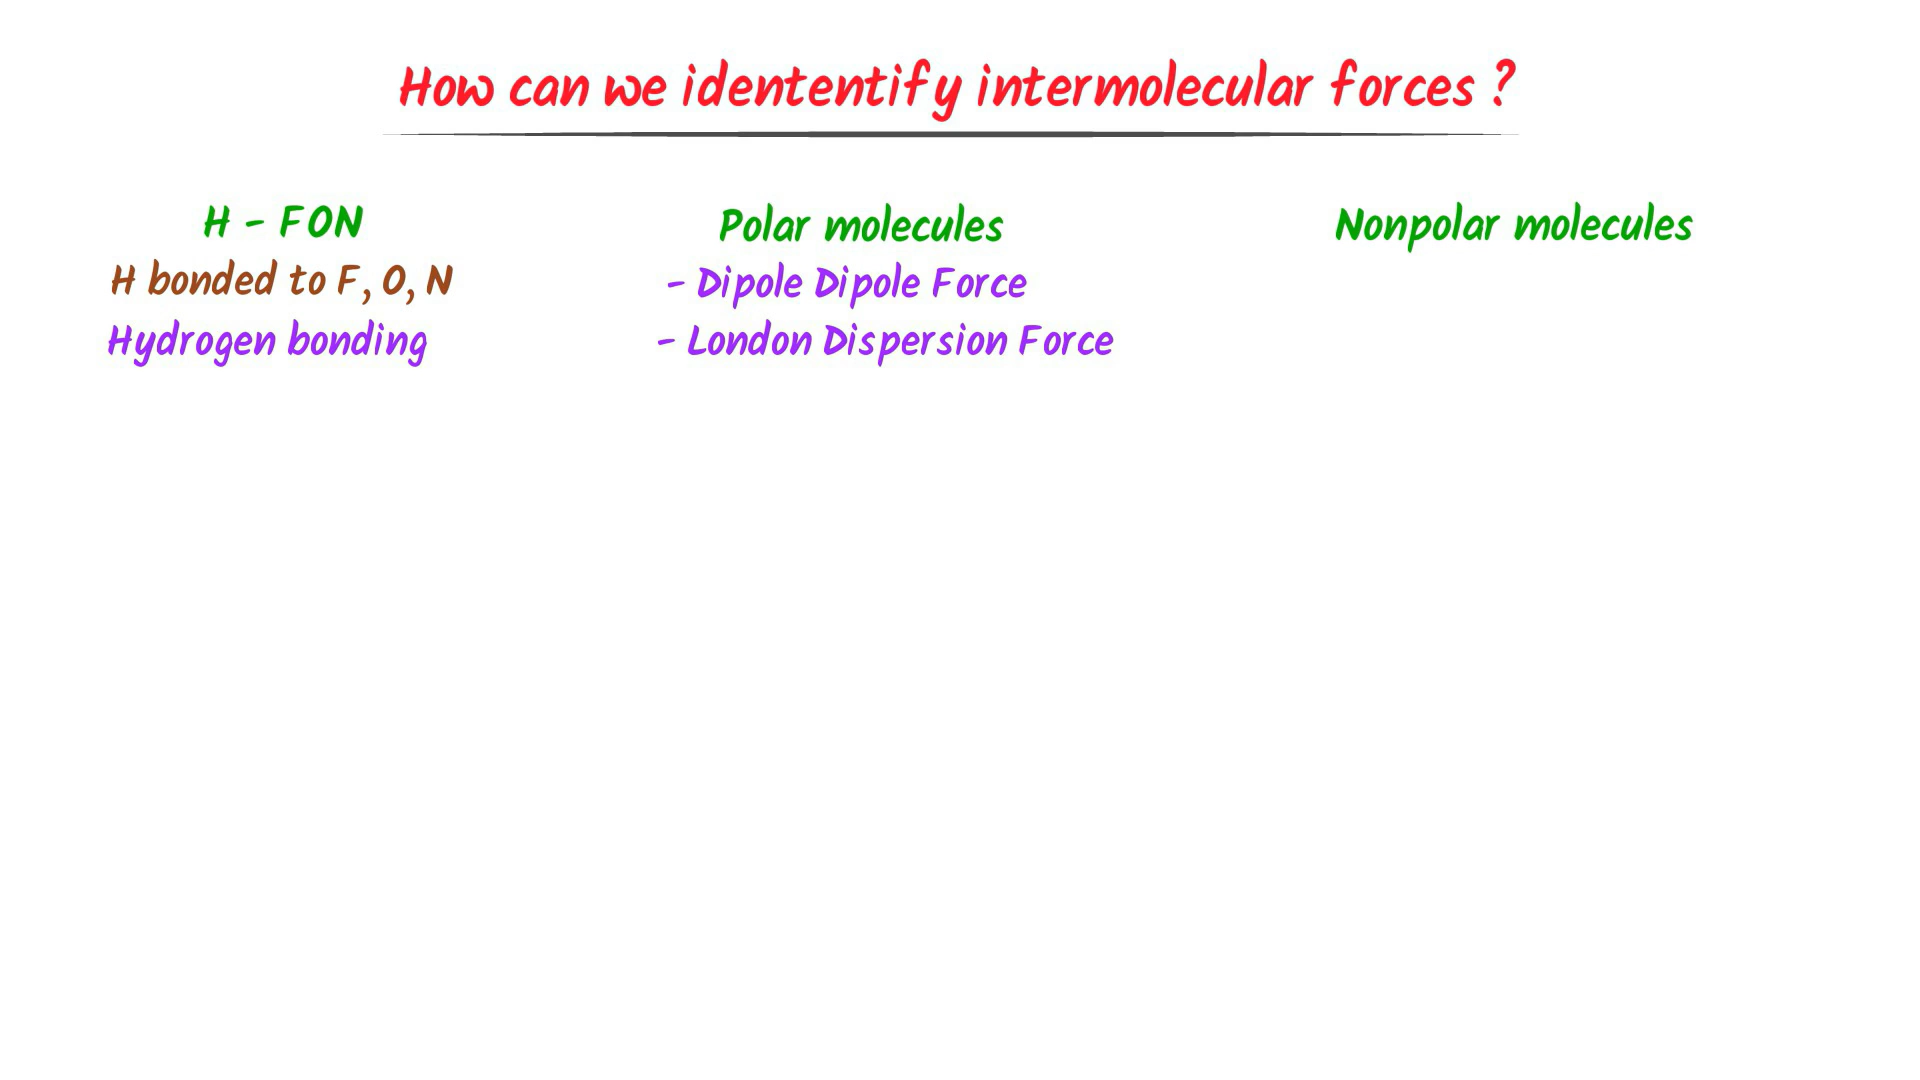 How can we idententify intermolecular forces ?
H - FON
H bonded to F, O, N
Hydrogen bonding
Polar molecules
- Dipole Dipole Force
- London Dispersion Force
Nonpolar molecules